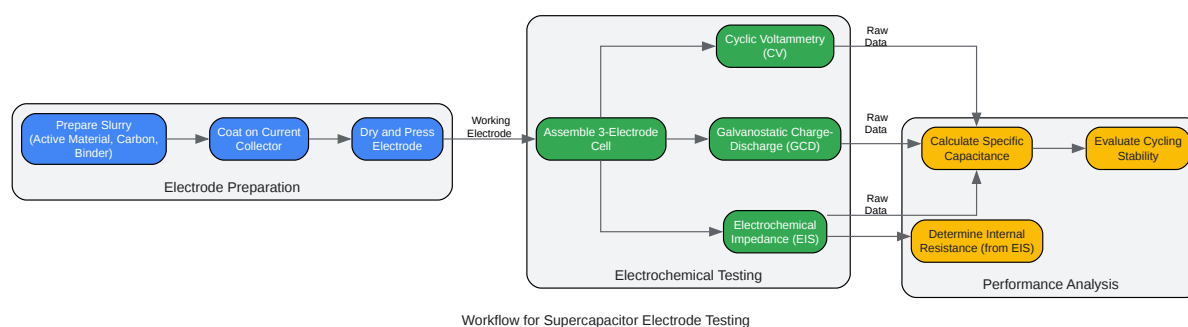 Prepare Slurry
(Active Material, Carbon,
Binder)
Coat on Current
Collector
Dry and Press
Electrode
Electrode Preparation
Working
Electrode
Assemble 3-Electrode
Cell
Cyclic Voltammetry
(CV)
Galvanostatic Charge-
Discharge (GCD)
Electrochemical
Impedance (EIS)
Electrochemical Testing
Raw
Data
Raw
Data
Raw
Data
Calculate Specific
Capacitance
Evaluate Cycling
Stability
Determine Internal
Resistance (from EIS)
Performance Analysis
Workflow for Supercapacitor Electrode Testing